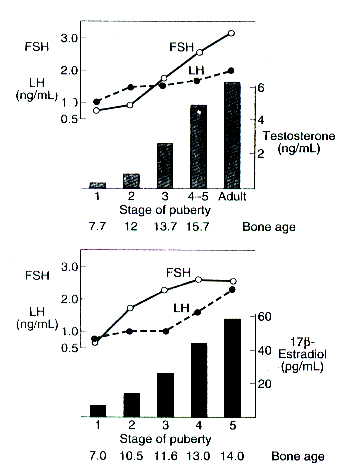 FSH
LH
(ng/mL)
3.0
2.0
1.0
0.5
FSH
LH
6
4
2
Testosterone
(ng/mL)
1 2 3 4-5 Adult
Stage of puberty
7.7 12 13.7 15.7 Bone age
FSH
LH
(ng/mL)
3.0
2.0
1.0
0.5
FSH
LH
60
40
20
17β-
Estradiol
(pg/mL)
1 2 3 4 5
Stage of puberty
7.0 10.5 11.6 13.0 14.0 Bone age